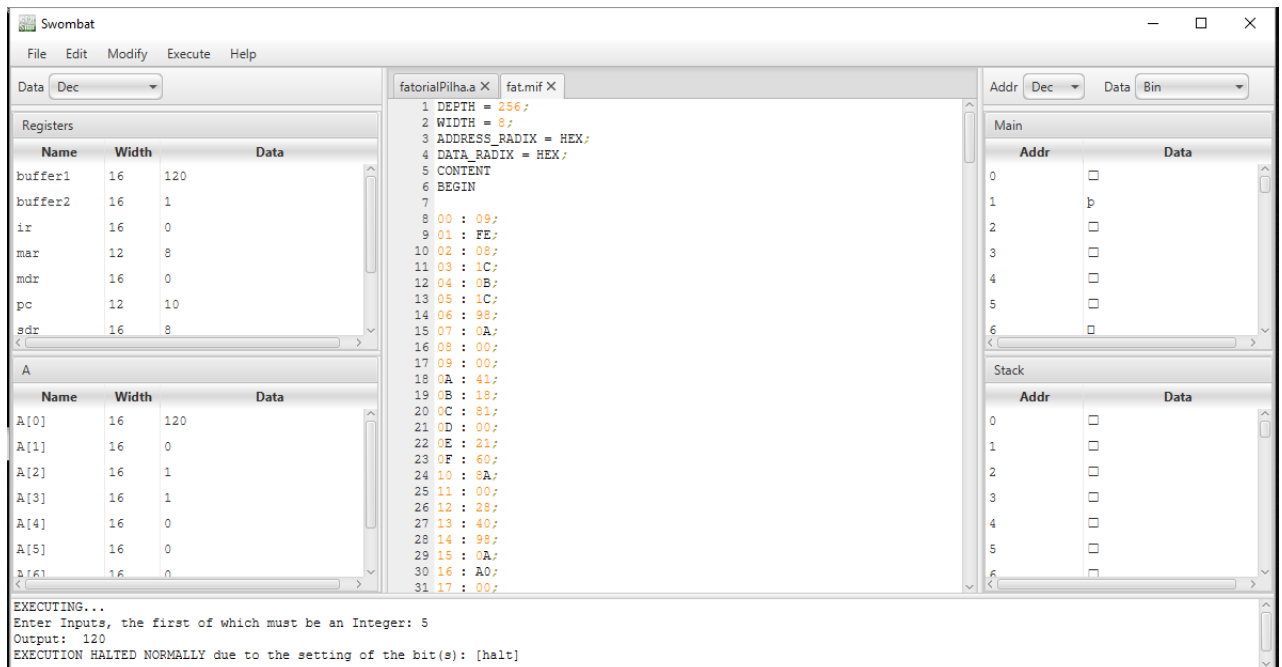 Swombat
File Edit Modify Execute Help
Data Dec
Registers
Name Width Data
buffer1 16 120
buffer2 16 1
ir 16 0
mar 12 8
mdr 16 0
pc 12 10
sdr 16 8
A
Name Width Data
A[0] 16 120
A[1] 16 0
A[2] 16 1
A[3] 16 1
A[4] 16 0
A[5] 16 0
A[6] 16 0
fatorialPilha.a fat.mif
1 DEPTH = 256;
2 WIDTH = 8;
3 ADDRESS_RADIX = HEX;
4 DATA_RADIX = HEX;
5 CONTENT
6 BEGIN
7
8 00 : 09;
9 01 : FE;
10 02 : 08;
11 03 : 1C;
12 04 : 0B;
13 05 : 1C;
14 06 : 98;
15 07 : 0A;
16 08 : 00;
17 09 : 00;
18 0A : 41;
19 0B : 18;
20 0C : 81;
21 0D : 00;
22 0E : 21;
23 0F : 60;
24 10 : 8A;
25 11 : 00;
26 12 : 28;
27 13 : 40;
28 14 : 98;
29 15 : 0A;
30 16 : A0;
31 17 : 00;
Addr Dec Data Bin
Main
Addr Data
0 □
1 þ
2 □
3 □
4 □
5 □
6 □
Stack
Addr Data
0 □
1 □
2 □
3 □
4 □
5 □
6 □
EXECUTING...
Enter Inputs, the first of which must be an Integer: 5
Output: 120
EXECUTION HALTED NORMALLY due to the setting of the bit(s): [halt]